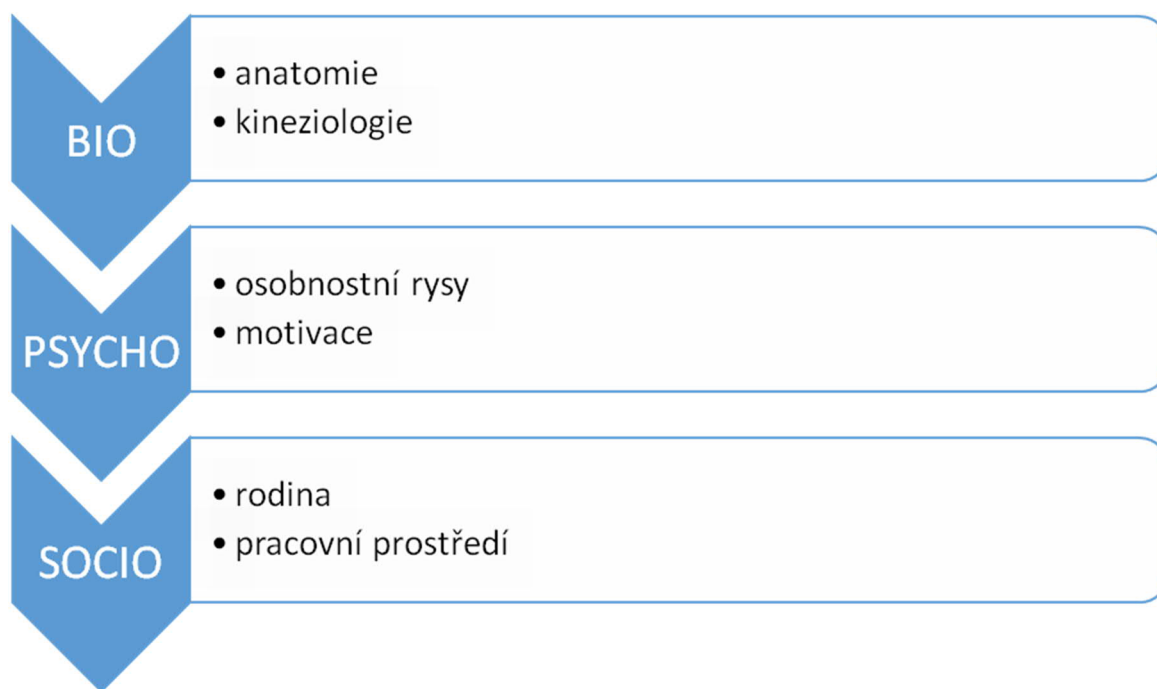 BIO
• anatomie
• kineziologie
PSYCHO
• osobnostní rysy
• motivace
SOCIO
• rodina
• pracovní prostředí